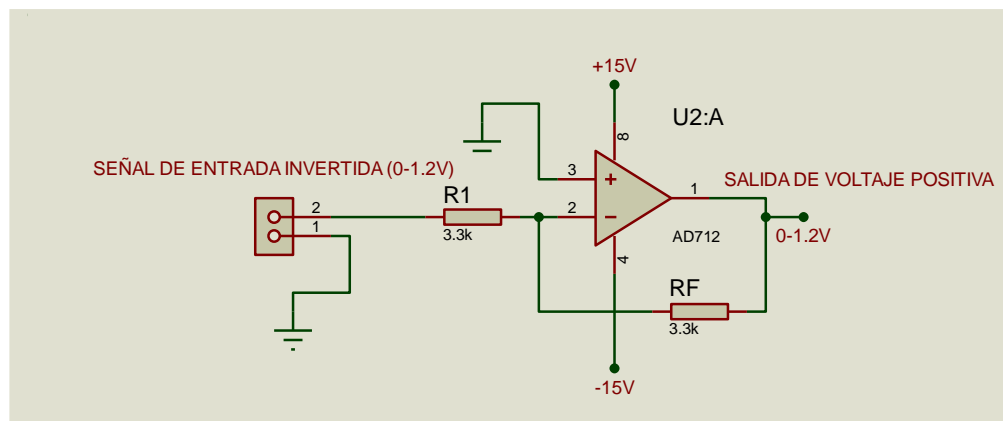 +15V
U2:A
8
SEÑAL DE ENTRADA INVERTIDA (0-1.2V)
3
1
SALIDA DE VOLTAJE POSITIVA
R1
2
2
3.3k
1
AD712
0-1.2V
4
RF
3.3k
-15V